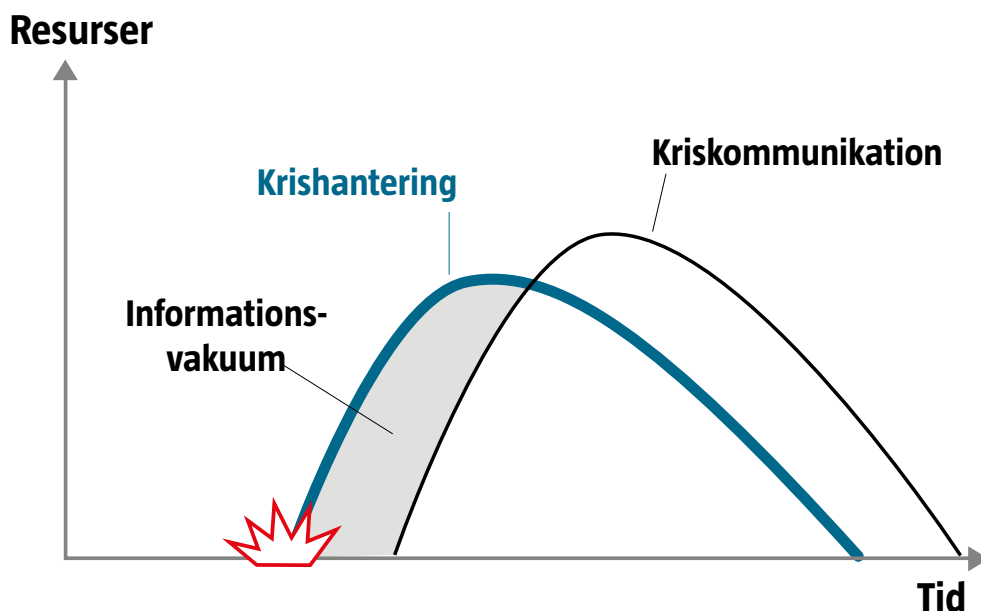 Resurser
Kriskommunikation
Krishantering
Informations-
vakuum
Tid